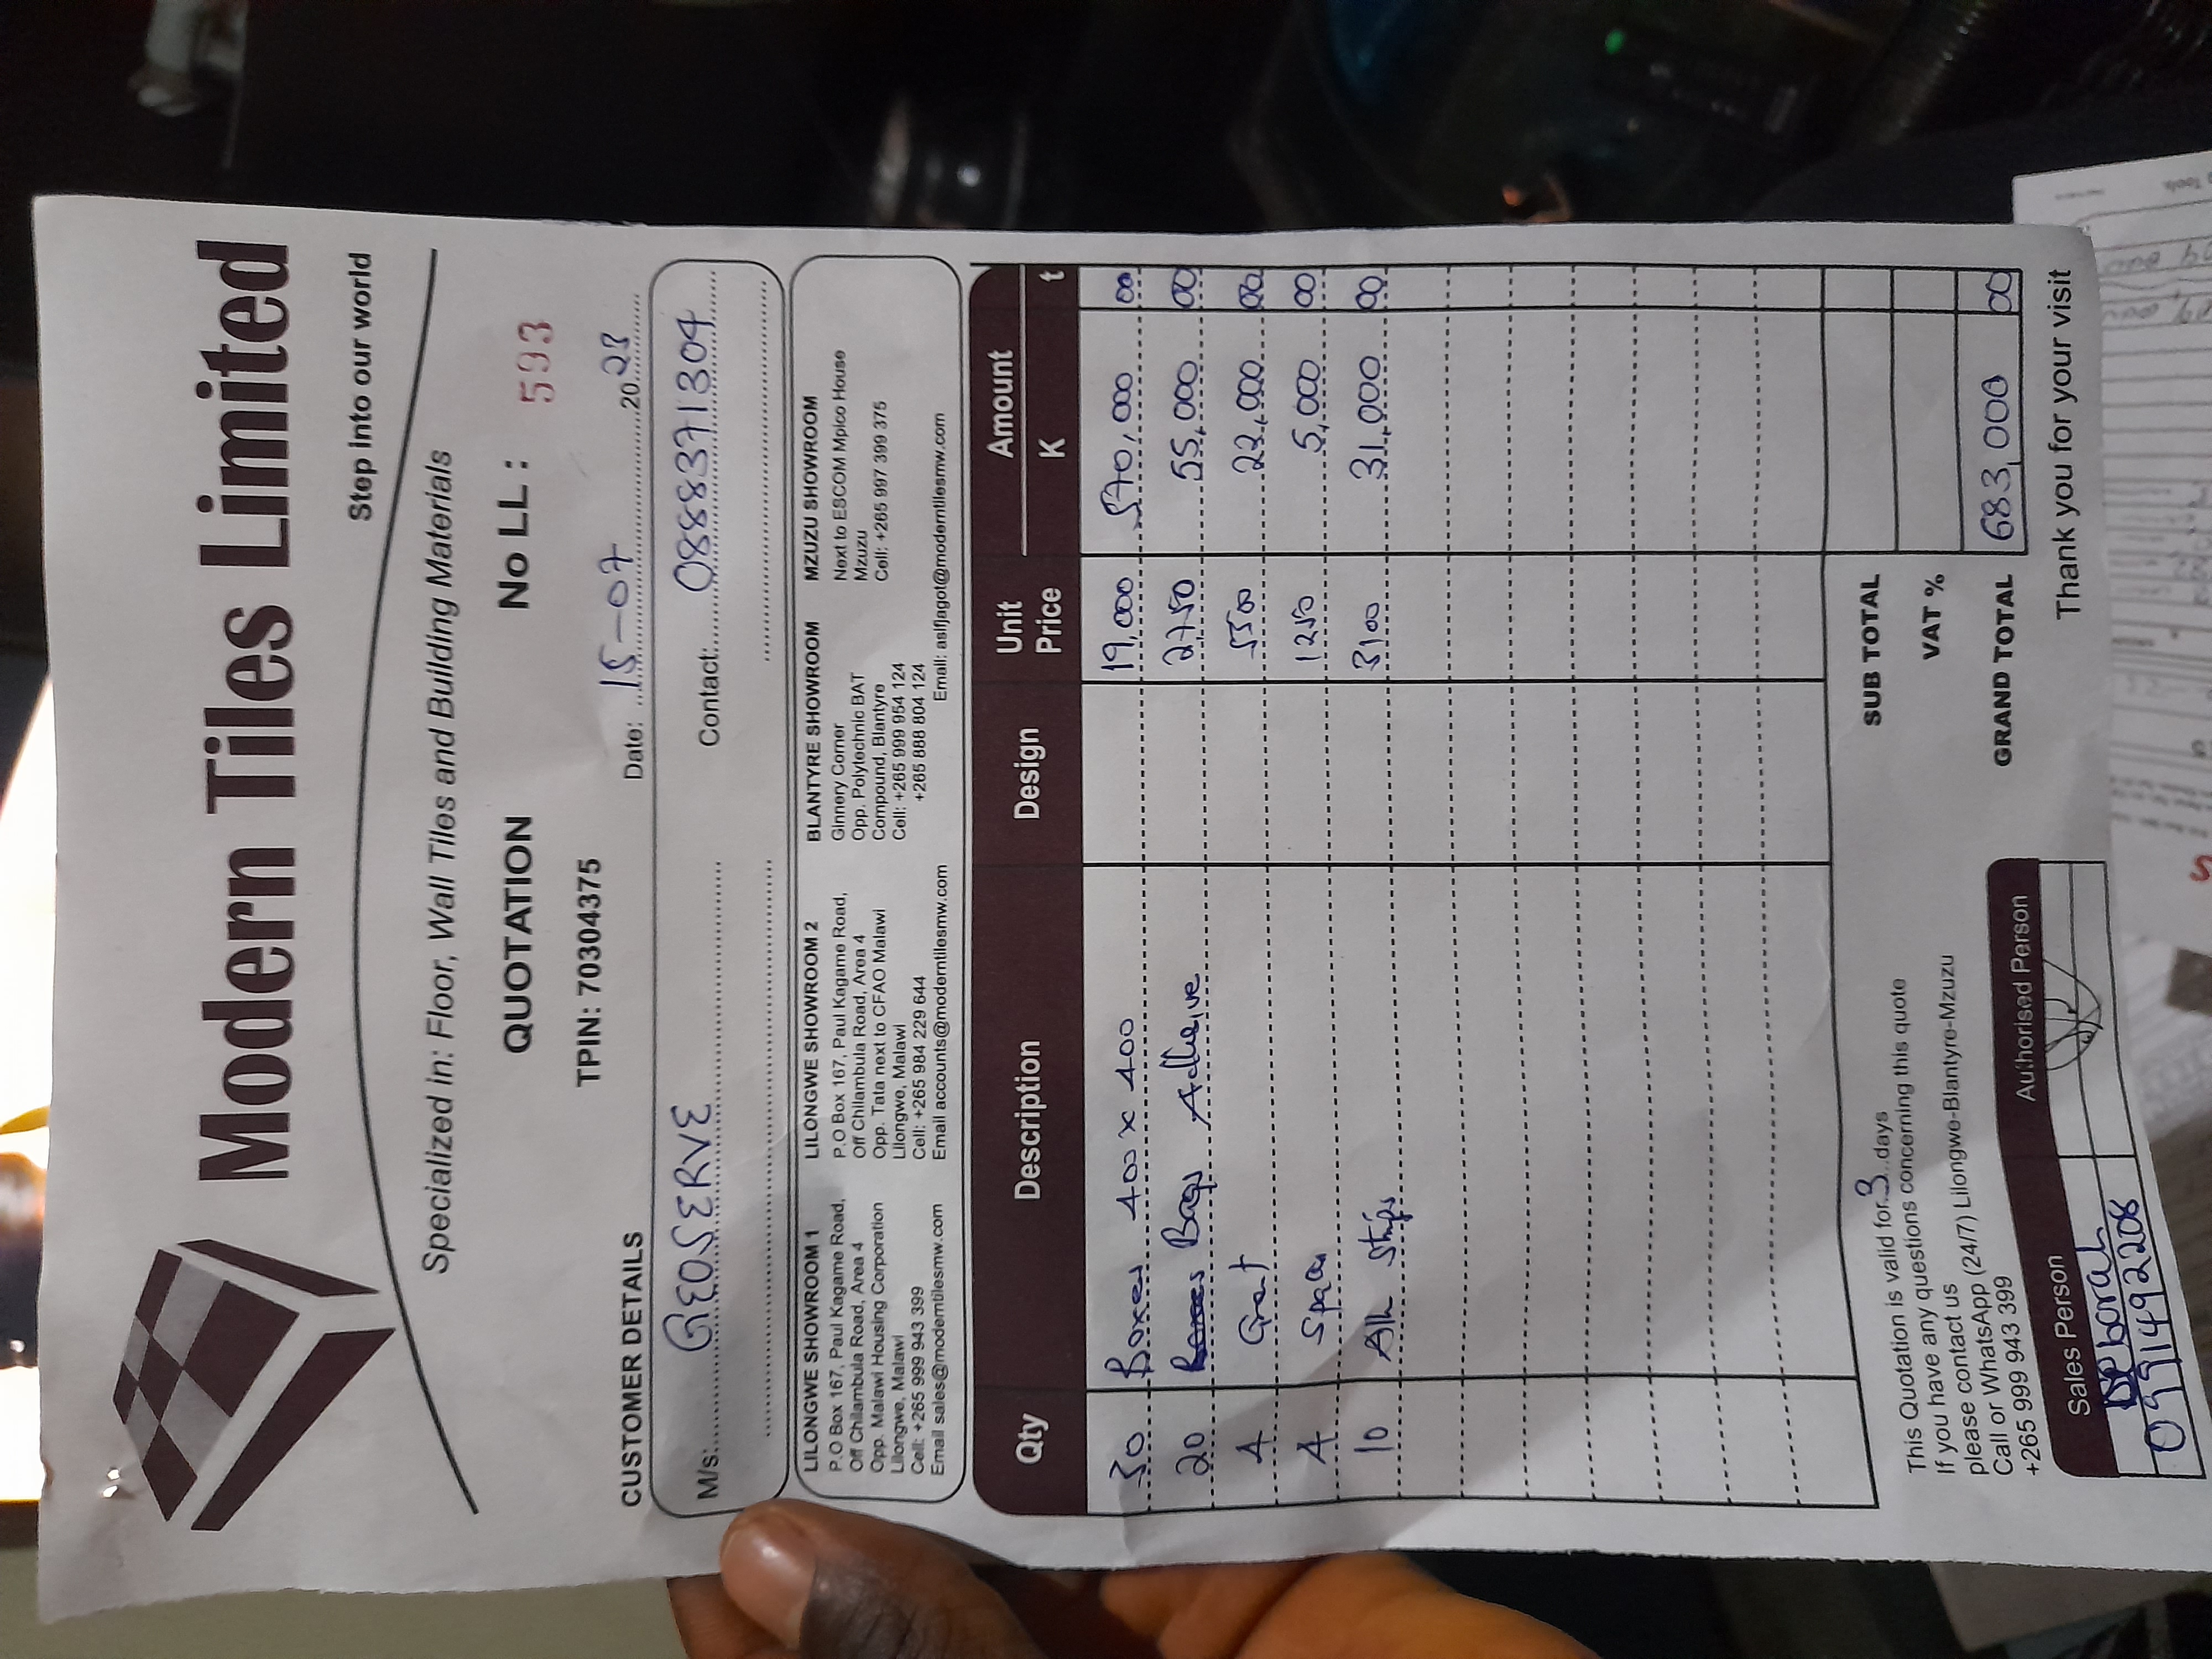 Modern Tiles Limited
Step into our world
Specialized in: Floor, Wall Tiles and Building Materials
QUOTATION No LL : 593
TPIN: 70304375
CUSTOMER DETAILS Date: 15-07 2023
M/s: GEOSERVE Contact: 0888371304
LILONGWE SHOWROOM 1
P.O Box 167, Paul Kagame Road,
Off Chilambula Road, Area 4
Opp. Malawi Housing Corporation
Lilongwe, Malawi
Cell: +265 999 943 399
Email sales@moderntilesmw.com
LILONGWE SHOWROOM 2
P.O Box 167, Paul Kagame Road,
Off Chilambula Road, Area 4
Opp. Tata next to CFAO Malawi
Lilongwe, Malawi
Cell: +265 984 229 644
Email accounts@moderntilesmw.com
BLANTYRE SHOWROOM
Ginnery Corner
Opp. Polytechnic BAT
Compound, Blantyre
Cell: +265 999 954 124
+265 888 804 124
MZUZU SHOWROOM
Next to ESCOM Mpico House
Mzuzu
Cell: +265 997 399 375
Email: asifjagot@moderntilesmw.com
Qty Description Design Unit Price Amount K t
30 Boxes 400 x 400 19,000 570,000 00
20 Boxes Bags Adhesive 2750 55,000 00
4 Grout 5500 22,000 00
4 1250 5,000 00
10 Strips 3100 31,000 00
SUB TOTAL
VAT %
GRAND TOTAL 683,000 00
This Quotation is valid for 3 days
If you have any questions concerning this quote
please contact us
Call or WhatsApp (24/7) Lilongwe-Blantyre-Mzuzu
+265 999 943 399
Sales Person Authorised Person
Deborah
0991492208
Thank you for your visit